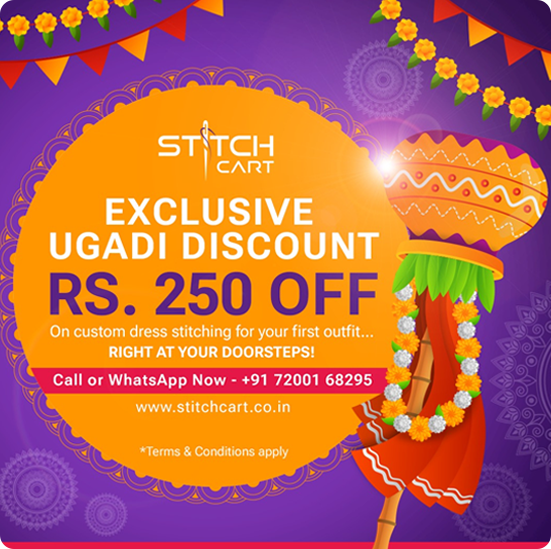 STITCH
CART
EXCLUSIVE
UGADI DISCOUNT
RS. 250 OFF
On custom dress stitching for your first outfit...
RIGHT AT YOUR DOORSTEPS!
Call or WhatsApp Now - +91 72001 68295
www.stitchcart.co.in
*Terms & Conditions apply